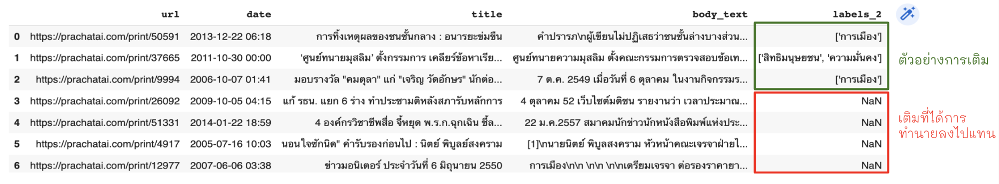 url date title body_text labels_2
0 https://prachatai.com/print/50591 2013-12-22 06:18 การทิ้งเหตุผลของชนชั้นกลาง : อนารยะข่มขืน คำปรารภ\nผู้เขียนไม่ปฏิเสธว่าชนชั้นล่างบางส่วน... ['การเมือง']
1 https://prachatai.com/print/37665 2011-10-30 00:00 ‘ศูนย์ทนายมุสลิม’ ตั้งกรรมการ เคลียร์ข้อหาเรีย... ศูนย์ทนายความมุสลิม ตั้งคณะกรรมการตรวจสอบข้อเท... ['สิทธิมนุษยชน', 'ความมั่นคง']
ตัวอย่างการเติม
2 https://prachatai.com/print/9994 2006-10-07 01:41 มอบรางวัล "คมตุลา" แก่ "เจริญ วัดอักษร" นักต่อ... 7 ต.ค. 2549 เมื่อวันที่ 6 ตุลาคม ในงานกิจกรรมร... ['การเมือง']
3 https://prachatai.com/print/26092 2009-10-05 04:15 แก้ รธน. แยก 6 ร่าง ทำประชามติหลังสภารับหลักการ 4 ตุลาคม 52 เว็บไซต์มติชน รายงานว่า เวลาประมาณ... NaN
4 https://prachatai.com/print/51331 2014-01-22 18:59 4 องค์กรวิชาชีพสื่อ จี้หยุด พ.ร.ก.ฉุกเฉิน ชี้ล... 22 ม.ค.2557 สมาคมนักข่าวนักหนังสือพิมพ์แห่งประ... NaN
เติมที่ได้การ
ทำนายลงไปแทน
5 https://prachatai.com/print/4917 2005-07-16 10:03 นอนใจซักนิด" คำรับรองก่อนไป : นิตย์ พิบูลย์สงคราม [1]\nนายนิตย์ พิบูลสงคราม หัวหน้าคณะเจรจาฝ่ายไ... NaN
6 https://prachatai.com/print/12977 2007-06-06 03:38 ข่าวมอนิเตอร์ ประจำวันที่ 6 มิถุนายน 2550 การเมือง\n\n \n\n \n\nเตรียมเจรจา ต่อรองราคายา... NaN